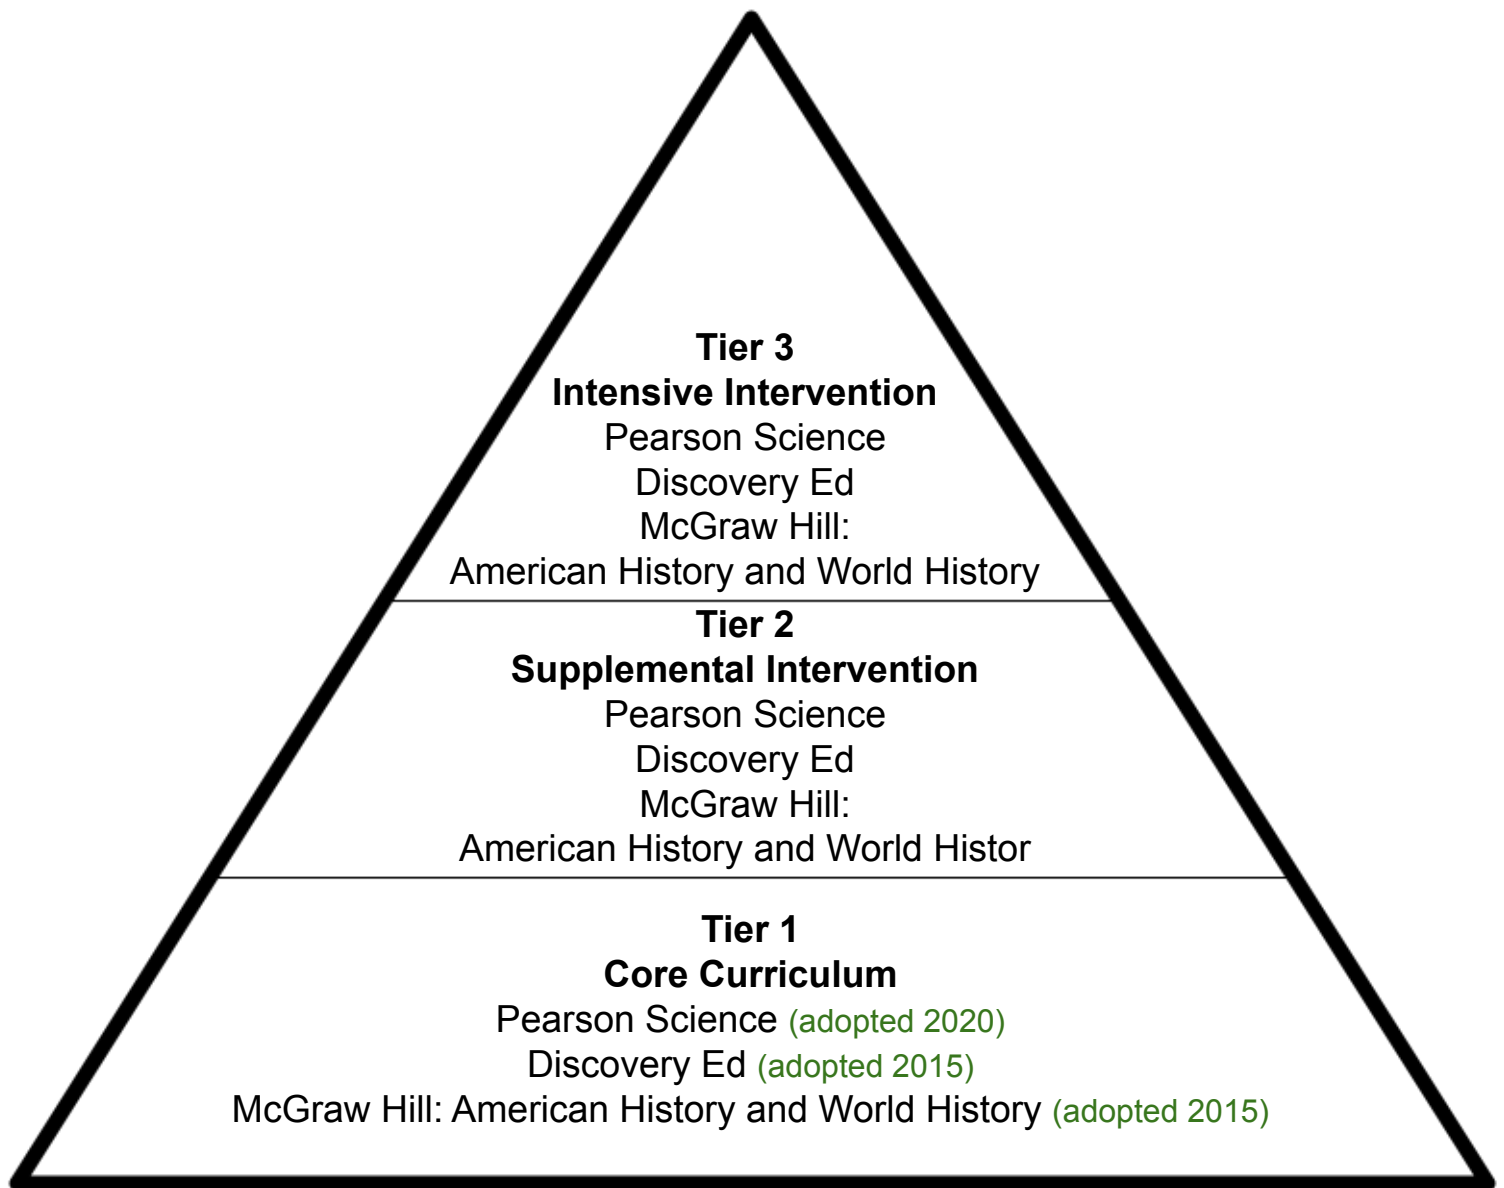 Tier 3
Intensive Intervention
Pearson Science
Discovery Ed
McGraw Hill:
American History and World History
Tier 2
Supplemental Intervention
Pearson Science
Discovery Ed
McGraw Hill:
American History and World Histor
Tier 1
Core Curriculum
Pearson Science (adopted 2020)
Discovery Ed (adopted 2015)
McGraw Hill: American History and World History (adopted 2015)